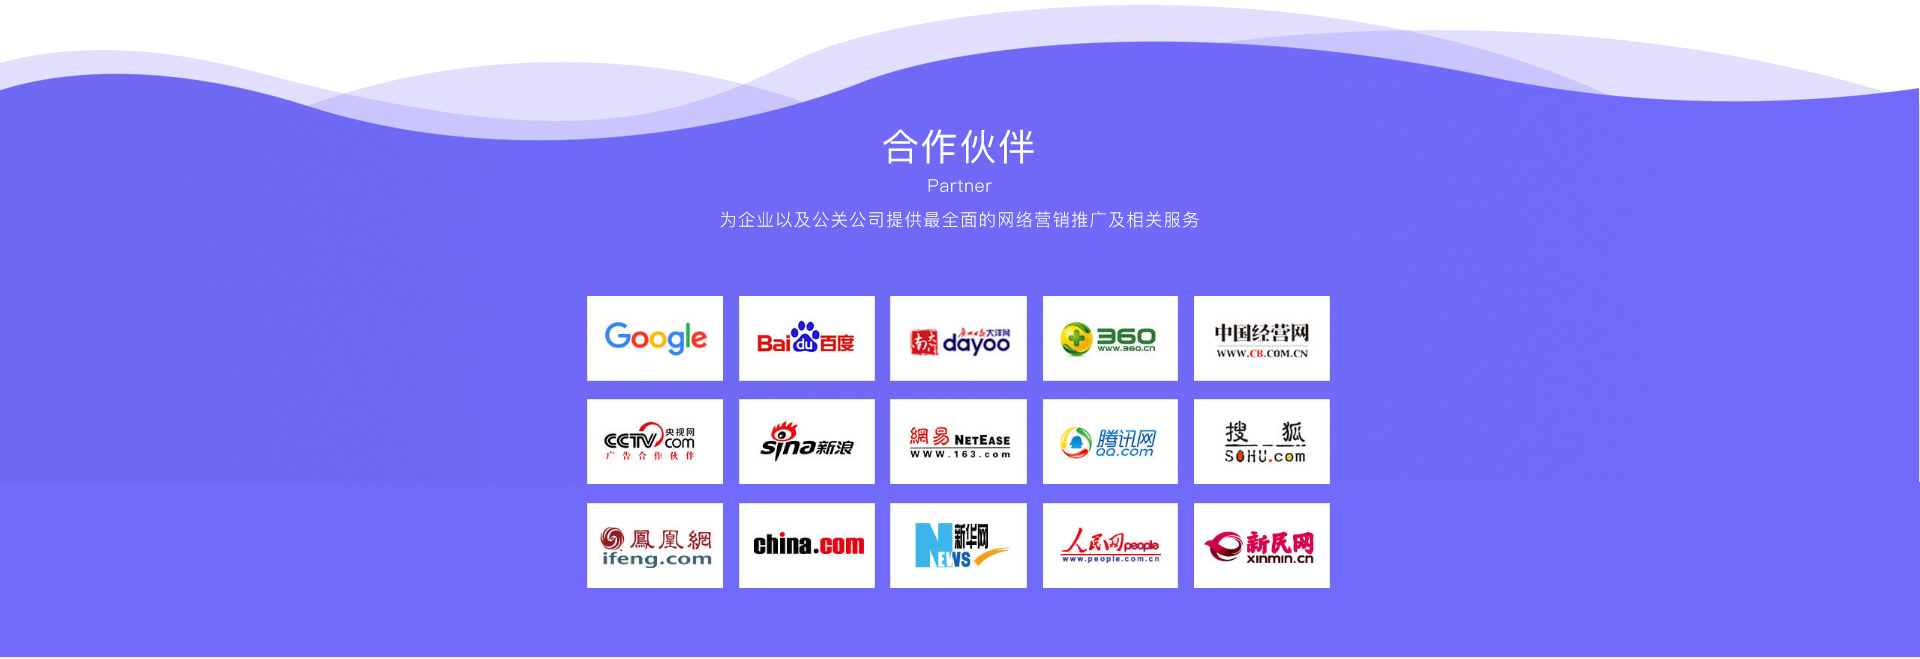 合作伙伴
Partner
为企业以及公关公司提供最全面的网络营销推广及相关服务
Google
Bai du 百度
广州日报 大洋网
dayoo
360
www.360.cn
中国经营网
WWW.CB.COM.CN
CCTV.com 央视网
广告合作伙伴
sina新浪
網易 NETEASE
WWW.163.com
腾讯网
QQ.com
搜狐
SOHU.com
鳳凰網
ifeng.com
china.com
新华网
NEWS
人民网 people
www.people.com.cn
新民网
xinmin.cn